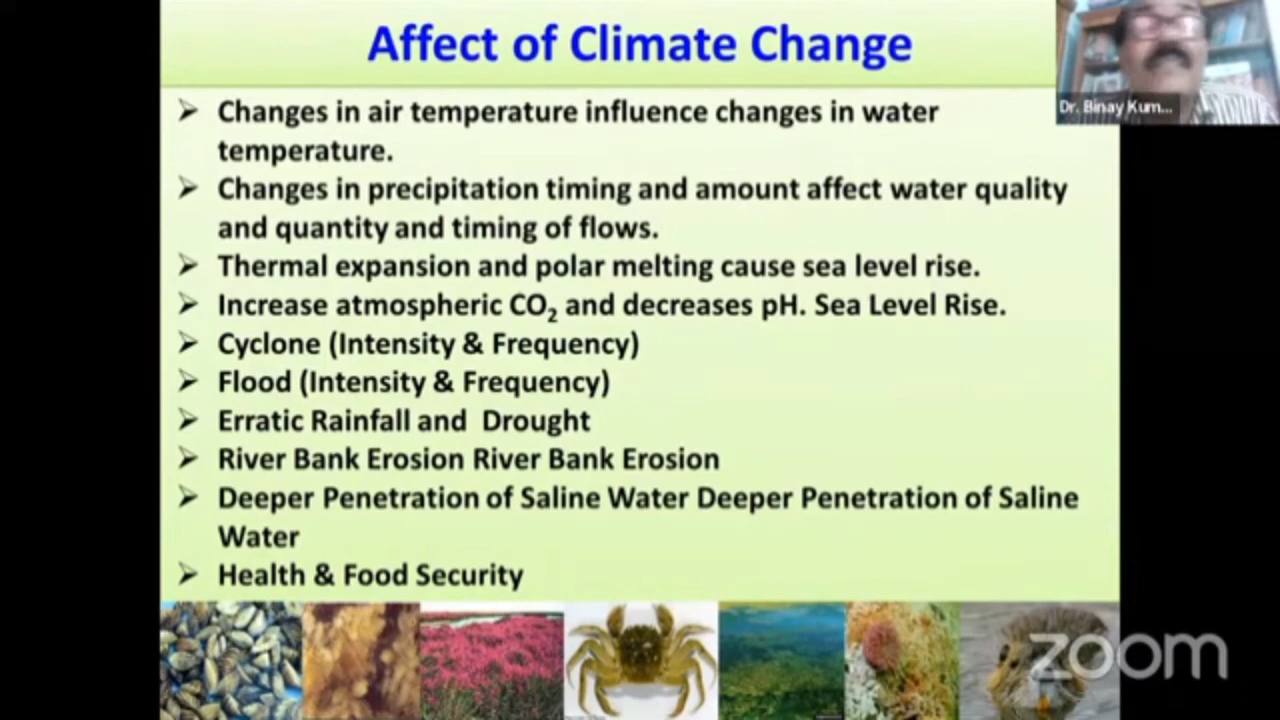 Affect of Climate Change
Dr. Binay Kum...
➢ Changes in air temperature influence changes in water
temperature.
➢ Changes in precipitation timing and amount affect water quality
and quantity and timing of flows.
➢ Thermal expansion and polar melting cause sea level rise.
➢ Increase atmospheric CO₂ and decreases pH. Sea Level Rise.
➢ Cyclone (Intensity & Frequency)
➢ Flood (Intensity & Frequency)
➢ Erratic Rainfall and Drought
➢ River Bank Erosion River Bank Erosion
➢ Deeper Penetration of Saline Water Deeper Penetration of Saline
Water
➢ Health & Food Security
zoom